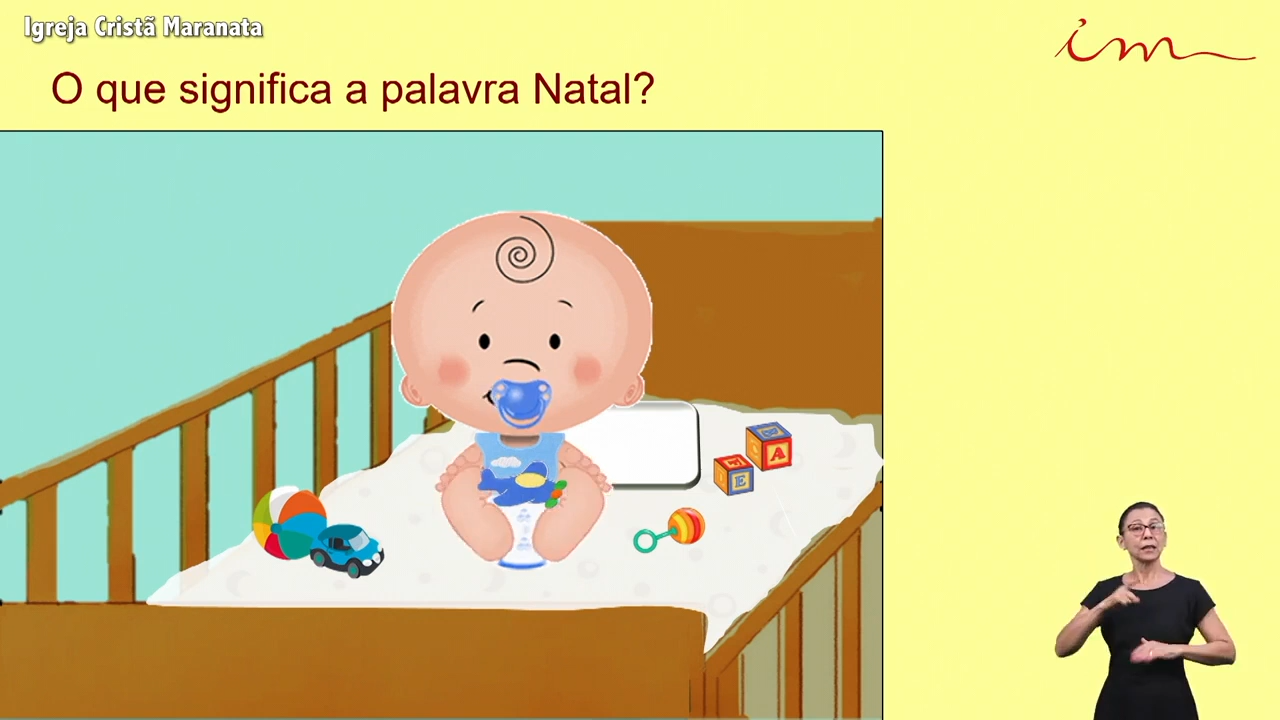 Igreja Cristã Maranata
im
O que significa a palavra Natal?
A
E